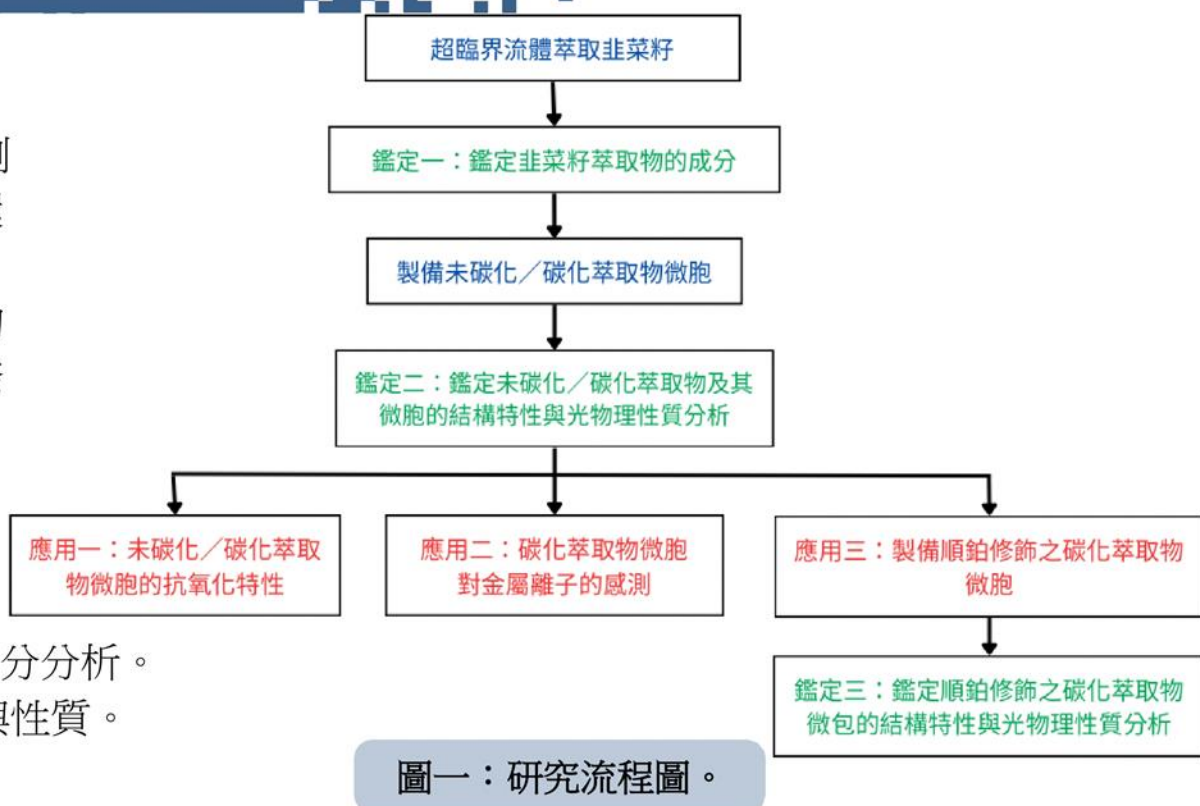 超臨界流體萃取韭菜籽
鑑定一：鑑定韭菜籽萃取物的成分
製備未碳化／碳化萃取物微胞
鑑定二：鑑定未碳化／碳化萃取物及其
微胞的結構特性與光物理性質分析
應用一：未碳化／碳化萃取
物微胞的抗氧化特性
應用二：碳化萃取物微胞
對金屬離子的感測
應用三：製備順鉑修飾之碳化萃取物
微胞
鑑定三：鑑定順鉑修飾之碳化萃取物
微包的結構特性與光物理性質分析
分分析。
性質。
圖一：研究流程圖。